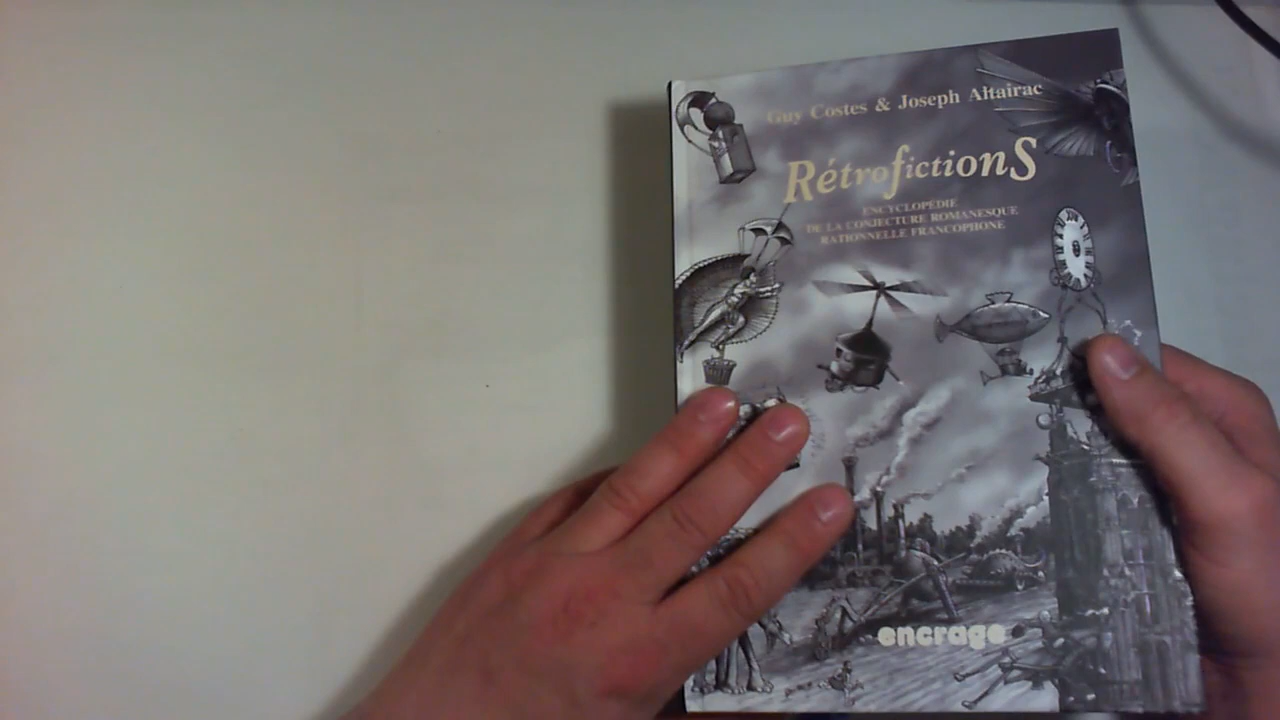 Guy Costes & Joseph Altairac
RétrofictionS
ENCYCLOPÉDIE
DE LA CONJECTURE ROMANESQUE
RATIONNELLE FRANCOPHONE
encrage